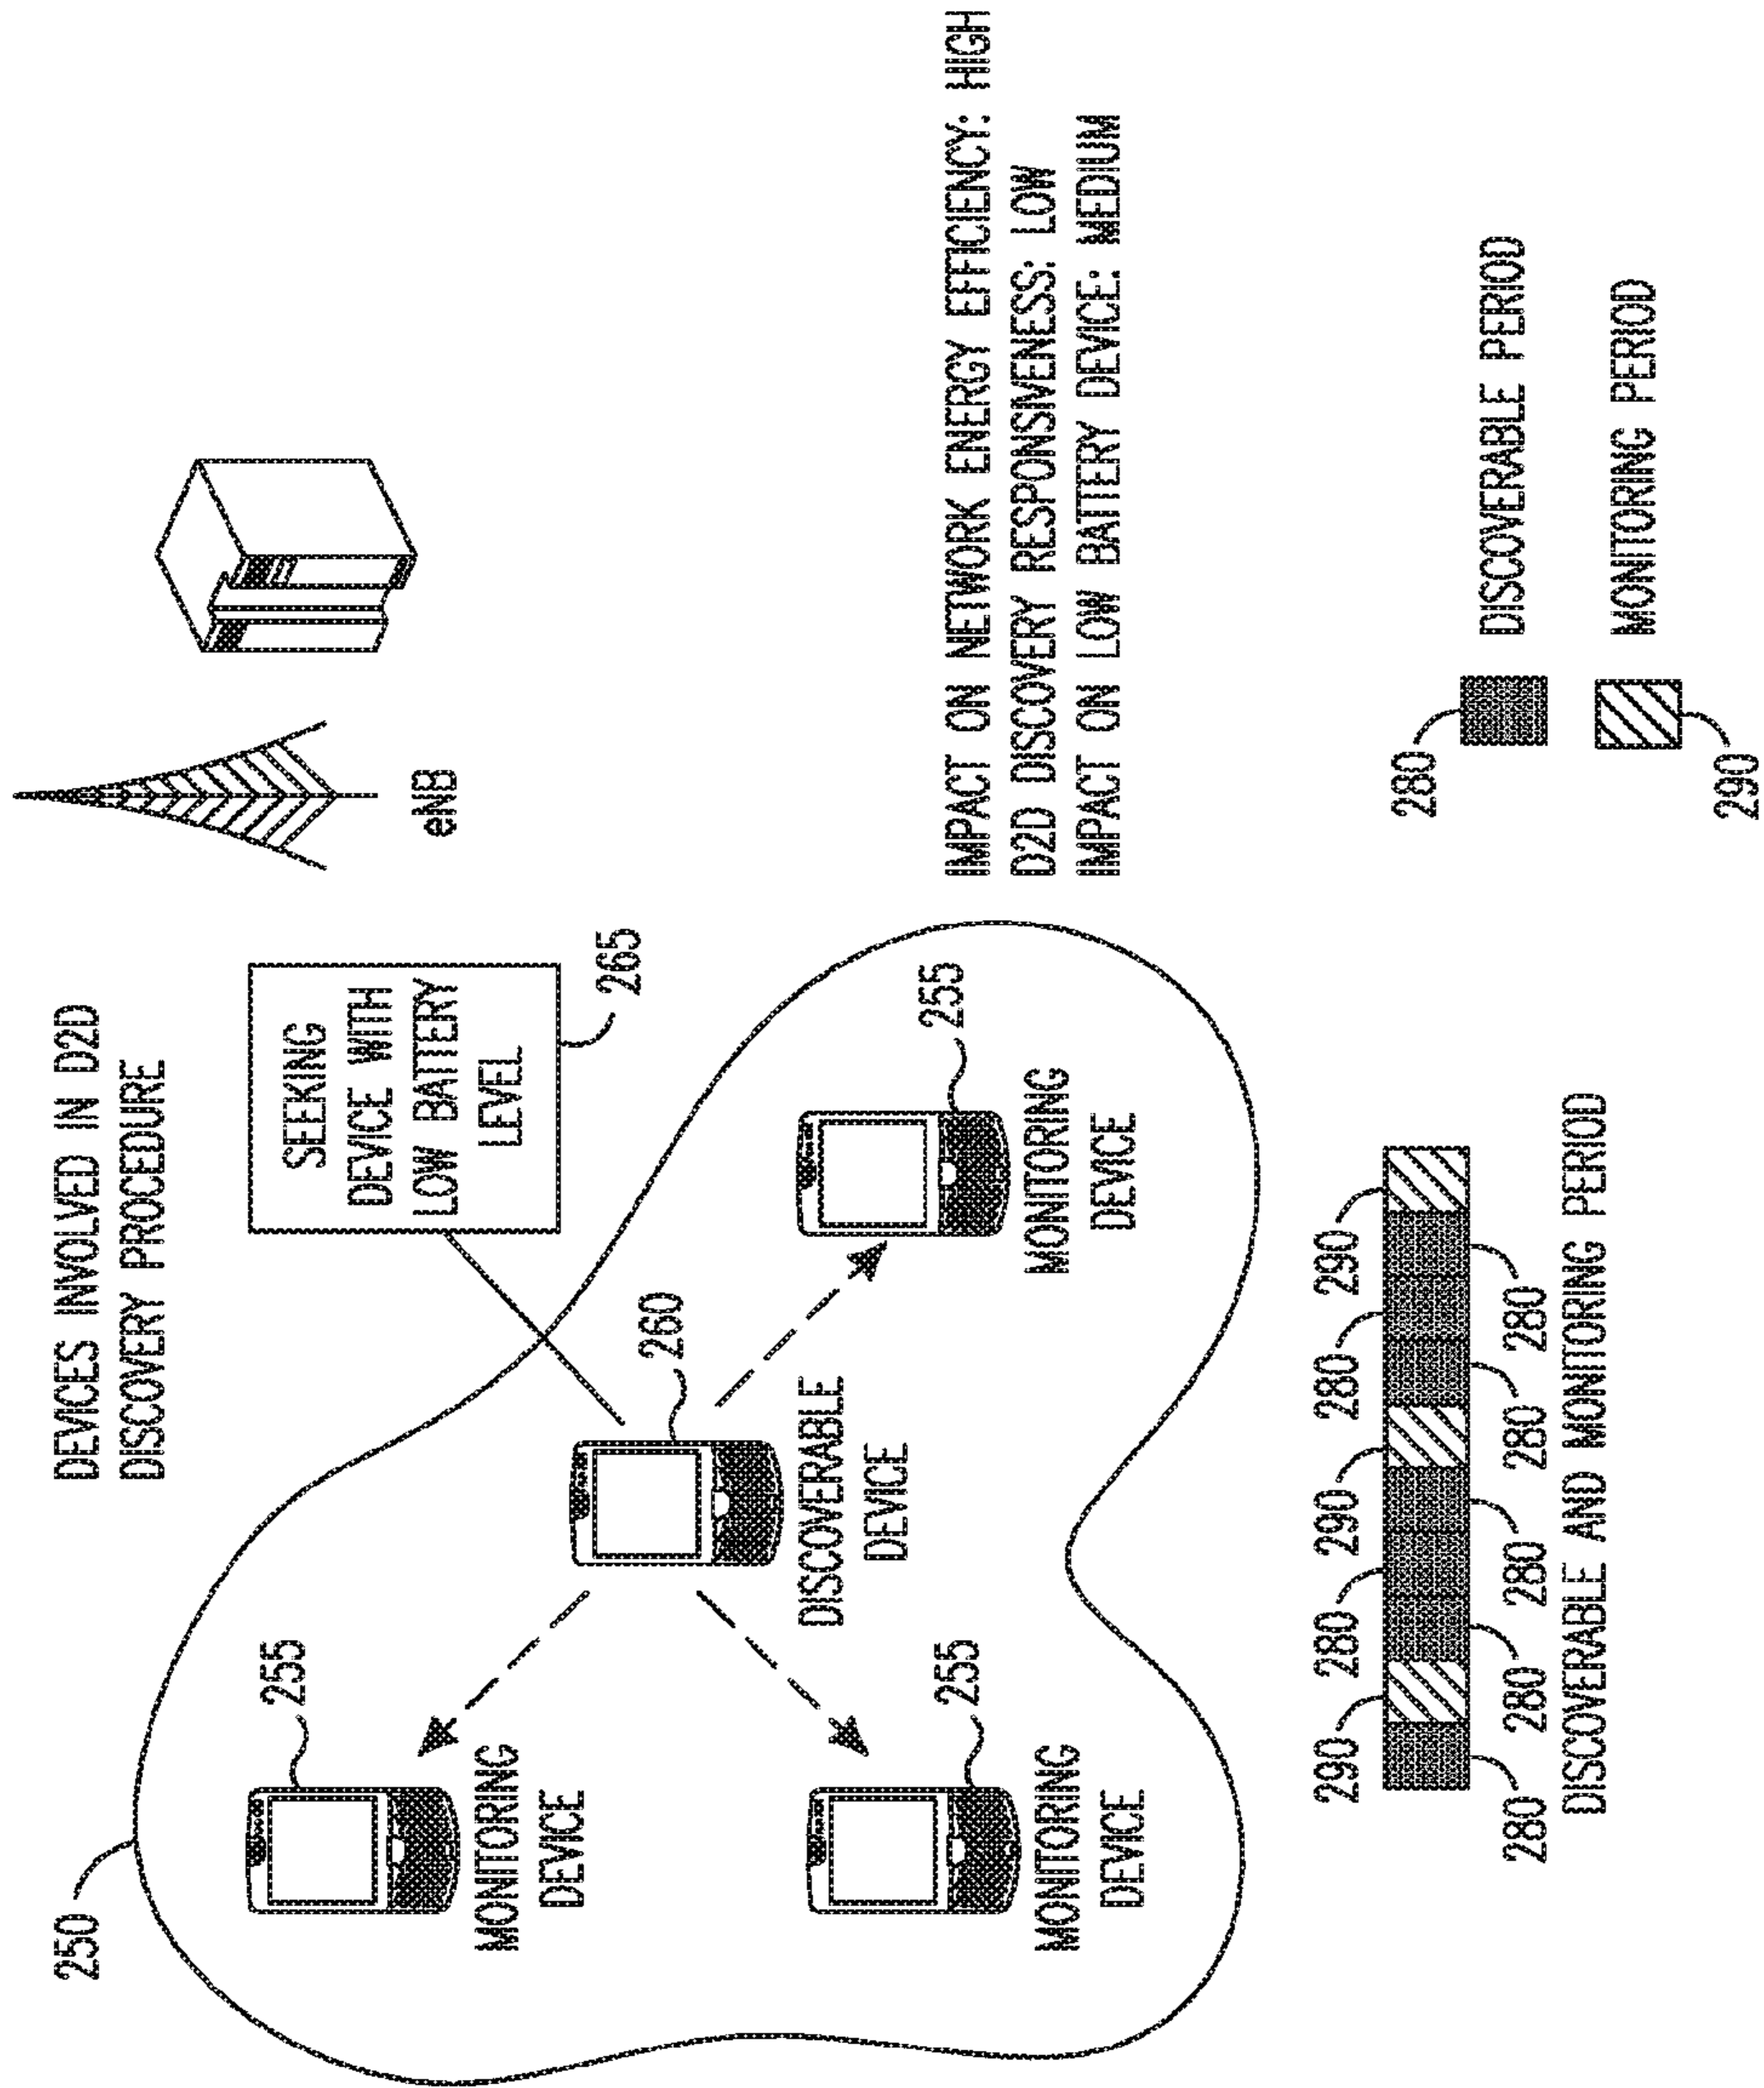 250
DEVICES INVOLVED IN D2D
DISCOVERY PROCEDURE
SEEKING
DEVICE WITH
LOW BATTERY
LEVEL
265
eNB
255
MONITORING
DEVICE
260
DISCOVERABLE
DEVICE
255
MONITORING
DEVICE
255
MONITORING
DEVICE
IMPACT ON NETWORK ENERGY EFFICIENCY: HIGH
D2D DISCOVERY RESPONSIVENESS: LOW
IMPACT ON LOW BATTERY DEVICE: MEDIUM
290 280 290 280 290
280 280 280 280 280 280
DISCOVERABLE AND MONITORING PERIOD
280
DISCOVERABLE PERIOD
MONITORING PERIOD
290